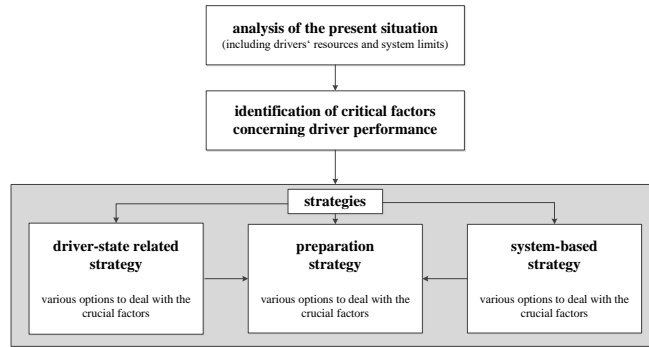 analysis of the present situation
(including drivers‘ resources and system limits)
identification of critical factors
concerning driver performance
strategies
driver-state related
strategy
various options to deal with the
crucial factors
preparation
strategy
various options to deal with the
crucial factors
system-based
strategy
various options to deal with the
crucial factors